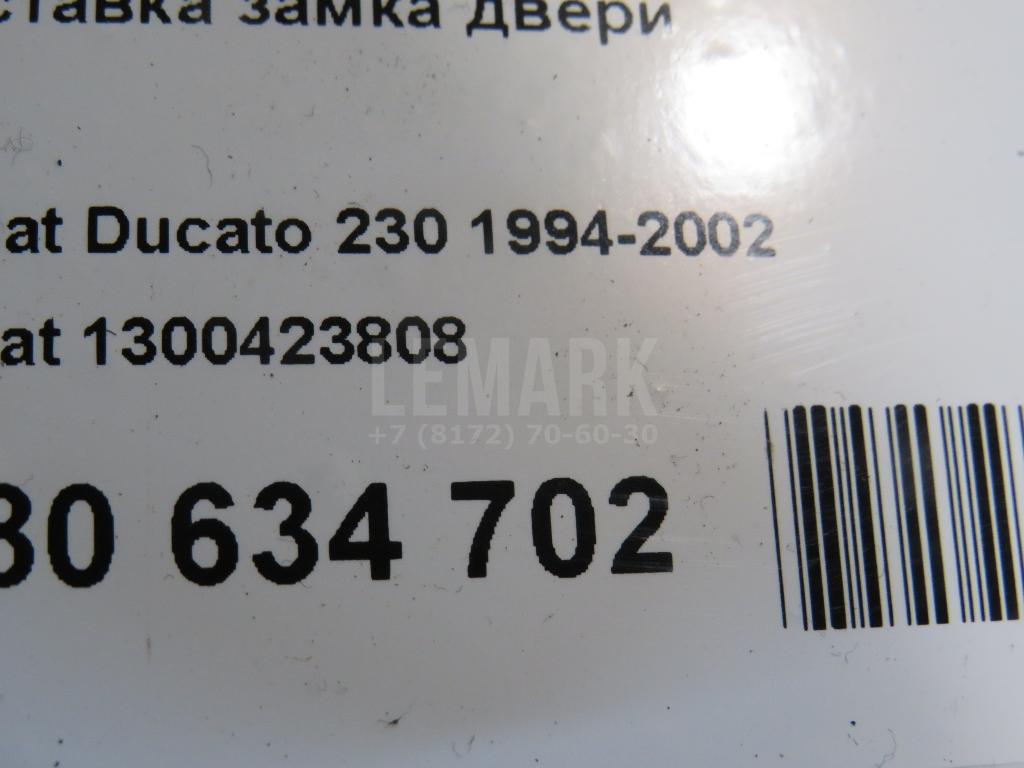 ставка замка двери
at Ducato 230 1994-2002
at 1300423808
LEMARK
+7 (8172) 70-60-30
80 634 702